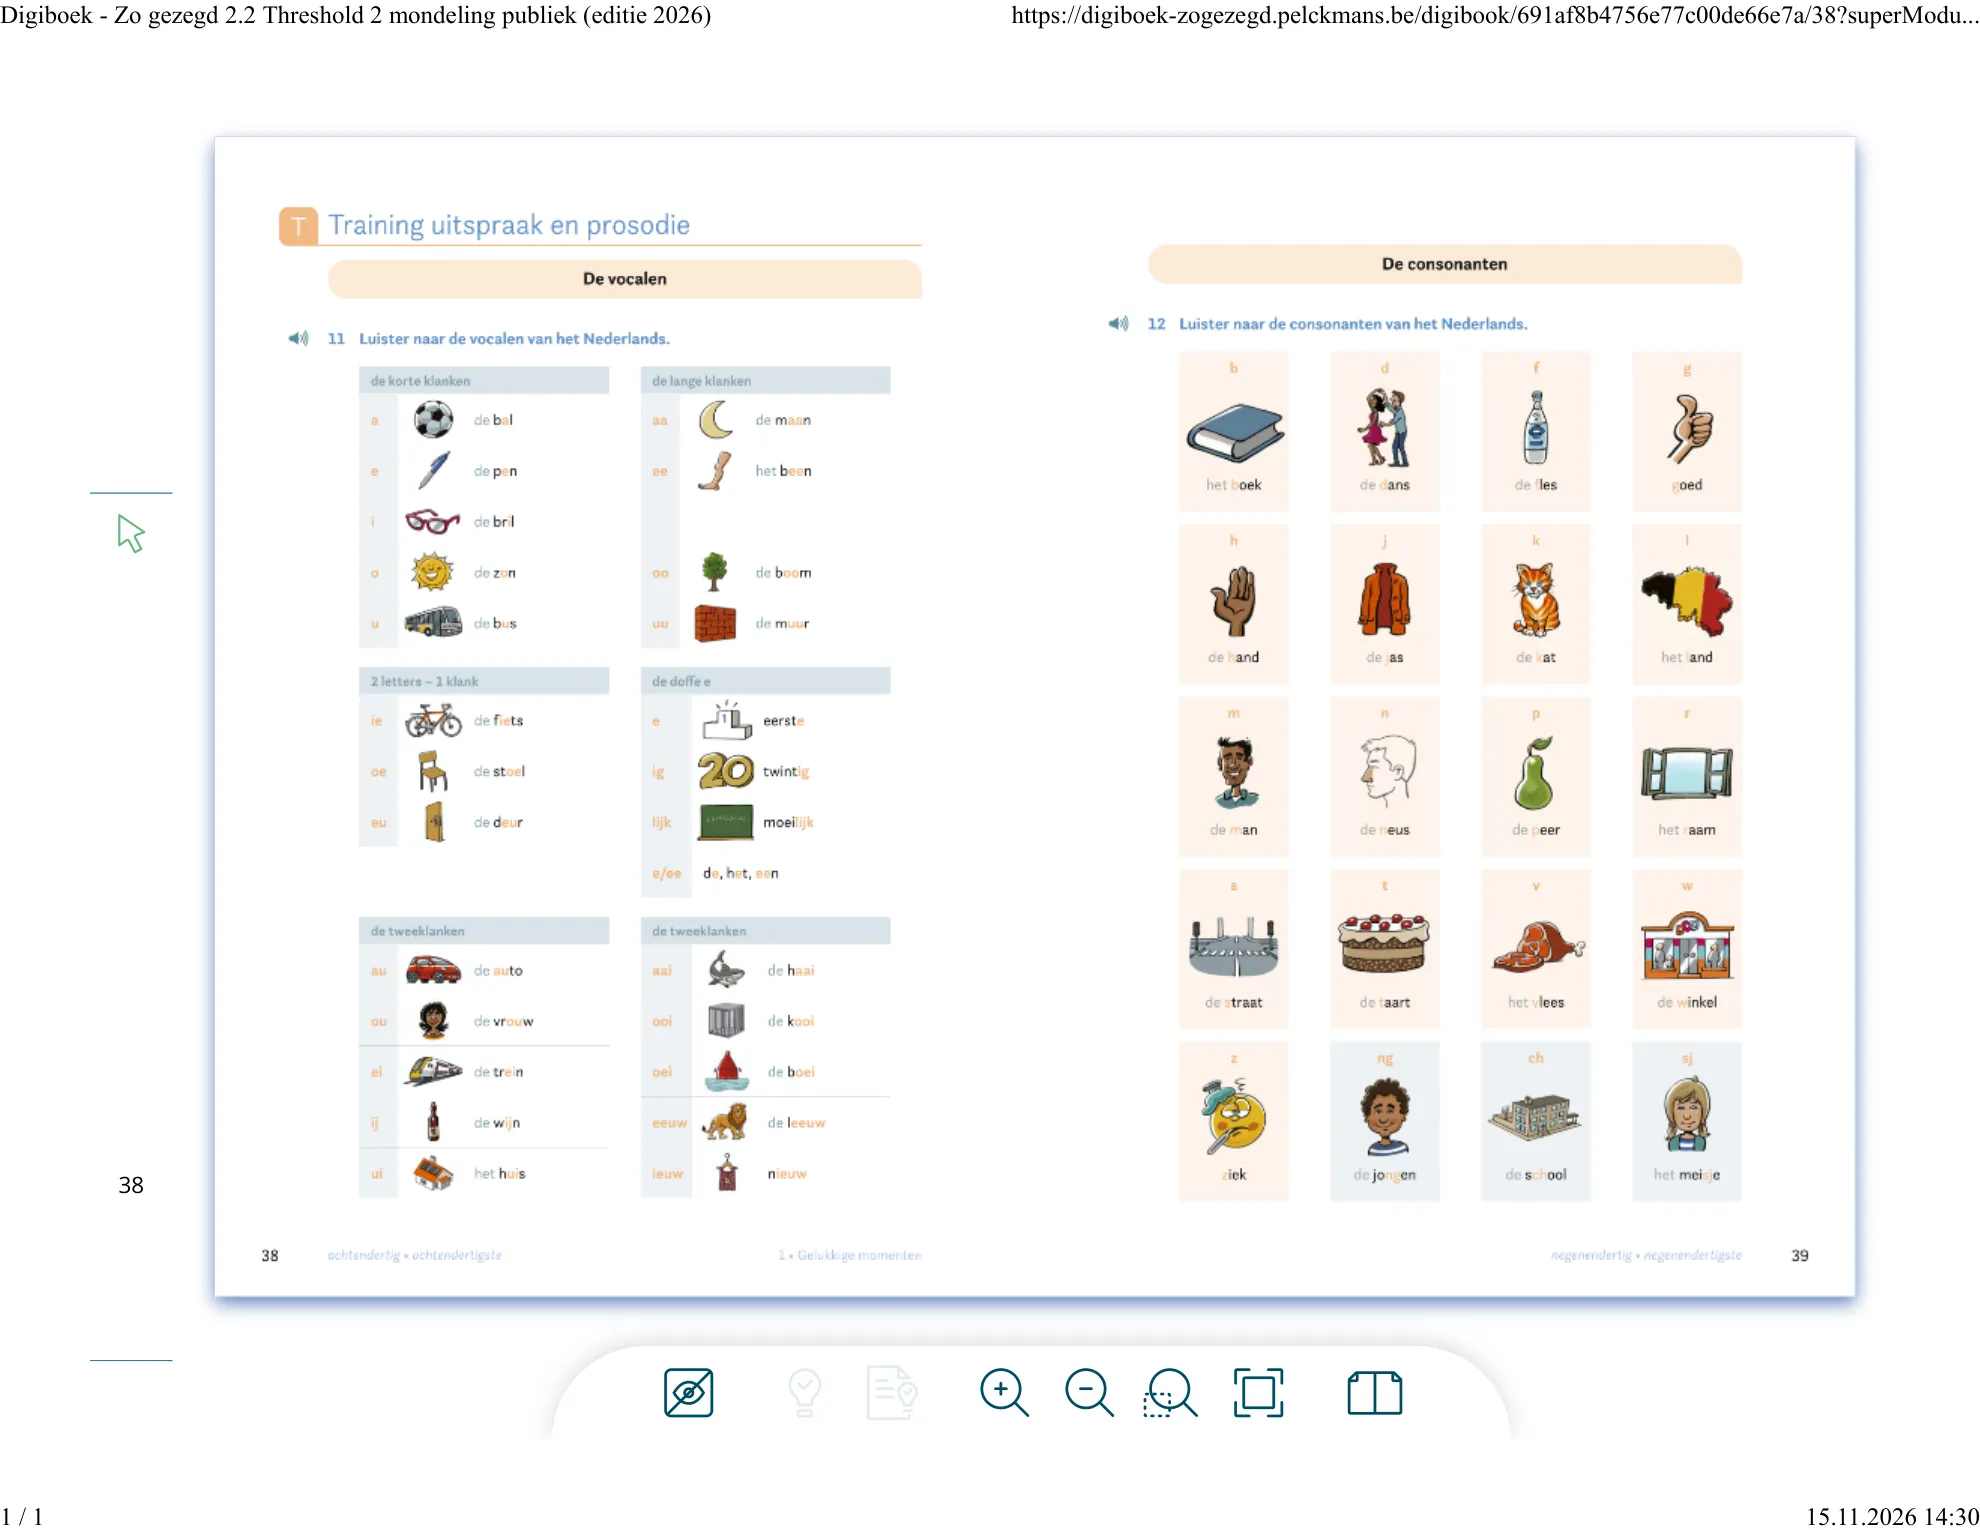 Digiboek - Zo gezegd 2.2 Threshold 2 mondeling publiek (editie 2026)
https://digiboek-zogezegd.pelckmans.be/digibook/691af8b4756e77c00de66e7a/38?superModu...
T Training uitspraak en prosodie
De vocalen
11 Luister naar de vocalen van het Nederlands.
de korte klanken
a de bal
e de pen
i de bril
o de zon
u de bus
de lange klanken
aa de maan
ee het been
oo de boom
uu de muur
2 letters – 1 klank
ie de fiets
oe de stoel
eu de deur
de doffe e
e 1 eerste
ig 20 twintig
lijk moeilijk
e/ee de, het, een
de tweeklanken
au de auto
ou de vrouw
ei de trein
ij de wijn
ui het huis
de tweeklanken
aai de haai
ooi de kooi
oei de boei
eeuw de leeuw
ieuw nieuw
38 achtendertig • achtendertigste
1 • Gelukkige momenten
De consonanten
12 Luister naar de consonanten van het Nederlands.
b d f g
het boek de dans de fles goed
h j k l
de hand de jas de kat het land
m n p r
de man de neus de peer het raam
s t v w
de straat de taart het vlees de winkel
z ng ch sj
ziek de jongen de school het meisje
negenendertig • negenendertigste 39
38
1 / 1
15.11.2026 14:30